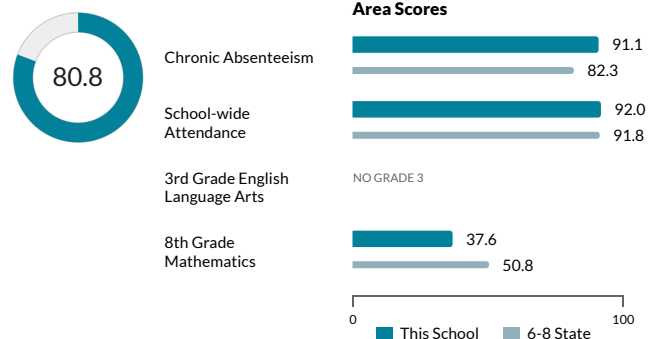 Area Scores
80.8
Chronic Absenteeism
91.1
82.3
School-wide
Attendance
92.0
91.8
3rd Grade English
Language Arts
NO GRADE 3
8th Grade
Mathematics
37.6
50.8
0
100
This School
6-8 State